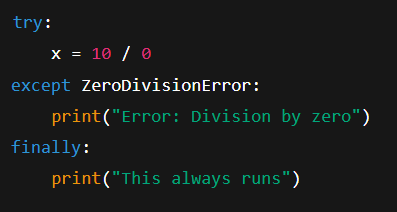 try:
    x = 10 / 0
except ZeroDivisionError:
    print("Error: Division by zero")
finally:
    print("This always runs")